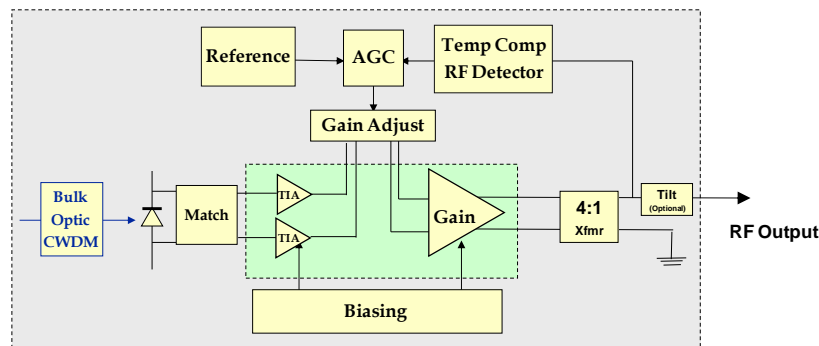 Reference
AGC
Temp Comp
RF Detector
Gain Adjust
Bulk
Optic
CWDM
Match
TIA
TIA
Gain
4:1
Xfmr
Tilt
(Optional)
RF Output
Biasing